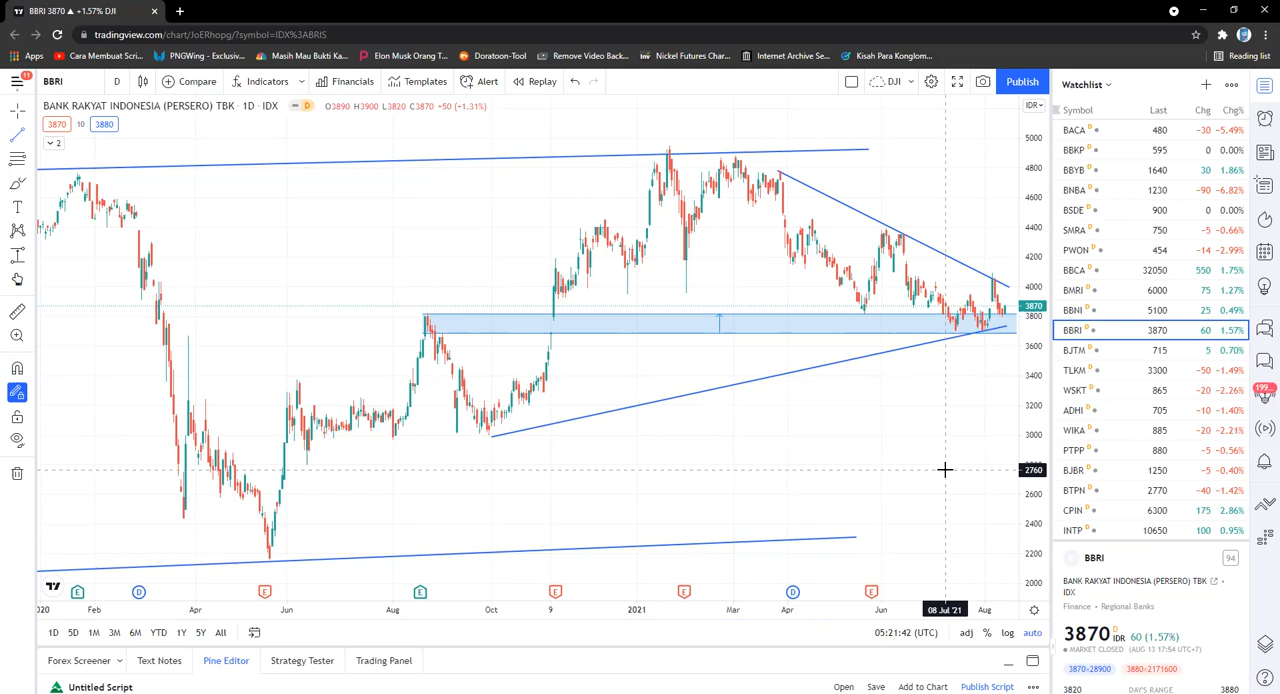 BBRI 3870 ▲ +1.57% DJI
tradingview.com/chart/JoERhopg/?symbol=IDX%3ABRIS
Apps Cara Membuat Scri... PNGWing - Exclusiv... Masih Mau Bukti Ka... Elon Musk Orang T... Doratoon-Tool Remove Video Back... Nickel Futures Char... Internet Archive Se... Kisah Para Konglom... Reading list
11 BBRI D Compare Indicators Financials Templates Alert Replay DJI Publish
BANK RAKYAT INDONESIA (PERSERO) TBK · 1D · IDX D O3890 H3900 L3820 C3870 +50 (+1.31%)
3870 10 3880
2
IDR
5000
4800
4600
4400
4200
4000
3870
3800
3600
3400
3200
3000
2760
2600
2400
2200
2000
E D E E E E D E
2020 Feb Apr Jun Aug Oct 9 2021 Mar Apr Jun 08 Jul '21 Aug
1D 5D 1M 3M 6M YTD 1Y 5Y All 05:21:42 (UTC) adj % log auto
Forex Screener Text Notes Pine Editor Strategy Tester Trading Panel
Untitled Script Open Save Add to Chart Publish Script
Watchlist
Symbol Last Chg Chg%
BACA D 480 −30 −5.49%
BBKP D 595 0 0.00%
BBYB D 1640 30 1.86%
BNBA D 1230 −90 −6.82%
BSDE D 900 0 0.00%
SMRA D 750 −5 −0.66%
PWON D 454 −14 −2.99%
BBCA D 32050 550 1.75%
BMRI D 6000 75 1.27%
BBNI D 5100 25 0.49%
BBRI D 3870 60 1.57%
BJTM D 715 5 0.70%
TLKM D 3300 −50 −1.49%
WSKT D 865 −20 −2.26%
ADHI D 705 −10 −1.40%
WIKA D 885 −20 −2.21%
PTPP D 880 −5 −0.56%
BJBR D 1250 −5 −0.40%
BTPN D 2770 −40 −1.42%
CPIN D 6300 175 2.86%
INTP D 10650 100 0.95%
199...
BBRI 94
BANK RAKYAT INDONESIA (PERSERO) TBK ·
IDX
Finance · Regional Banks
3870 D IDR 60 (1.57%)
MARKET CLOSED (AUG 13 17:54 UTC+7)
3870×28900 3880×2171600
3820 DAY'S RANGE 3880